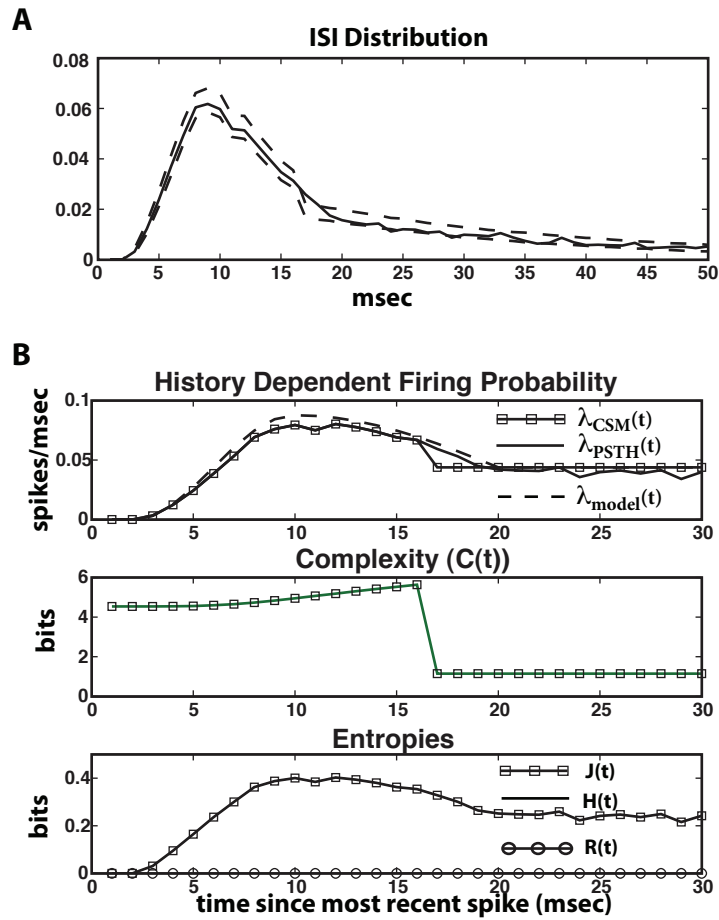 A
ISI Distribution
0.08
0.06
0.04
0.02
0
0 5 10 15 20 25 30 35 40 45 50
msec
B
History Dependent Firing Probability
spikes/msec
0.1
0.05
0
λCSM(t)
λPSTH(t)
λmodel(t)
0 5 10 15 20 25 30
Complexity (C(t))
bits
6
4
2
0
0 5 10 15 20 25 30
Entropies
bits
0.4
0.2
0
J(t)
H(t)
R(t)
0 5 10 15 20 25 30
time since most recent spike (msec)